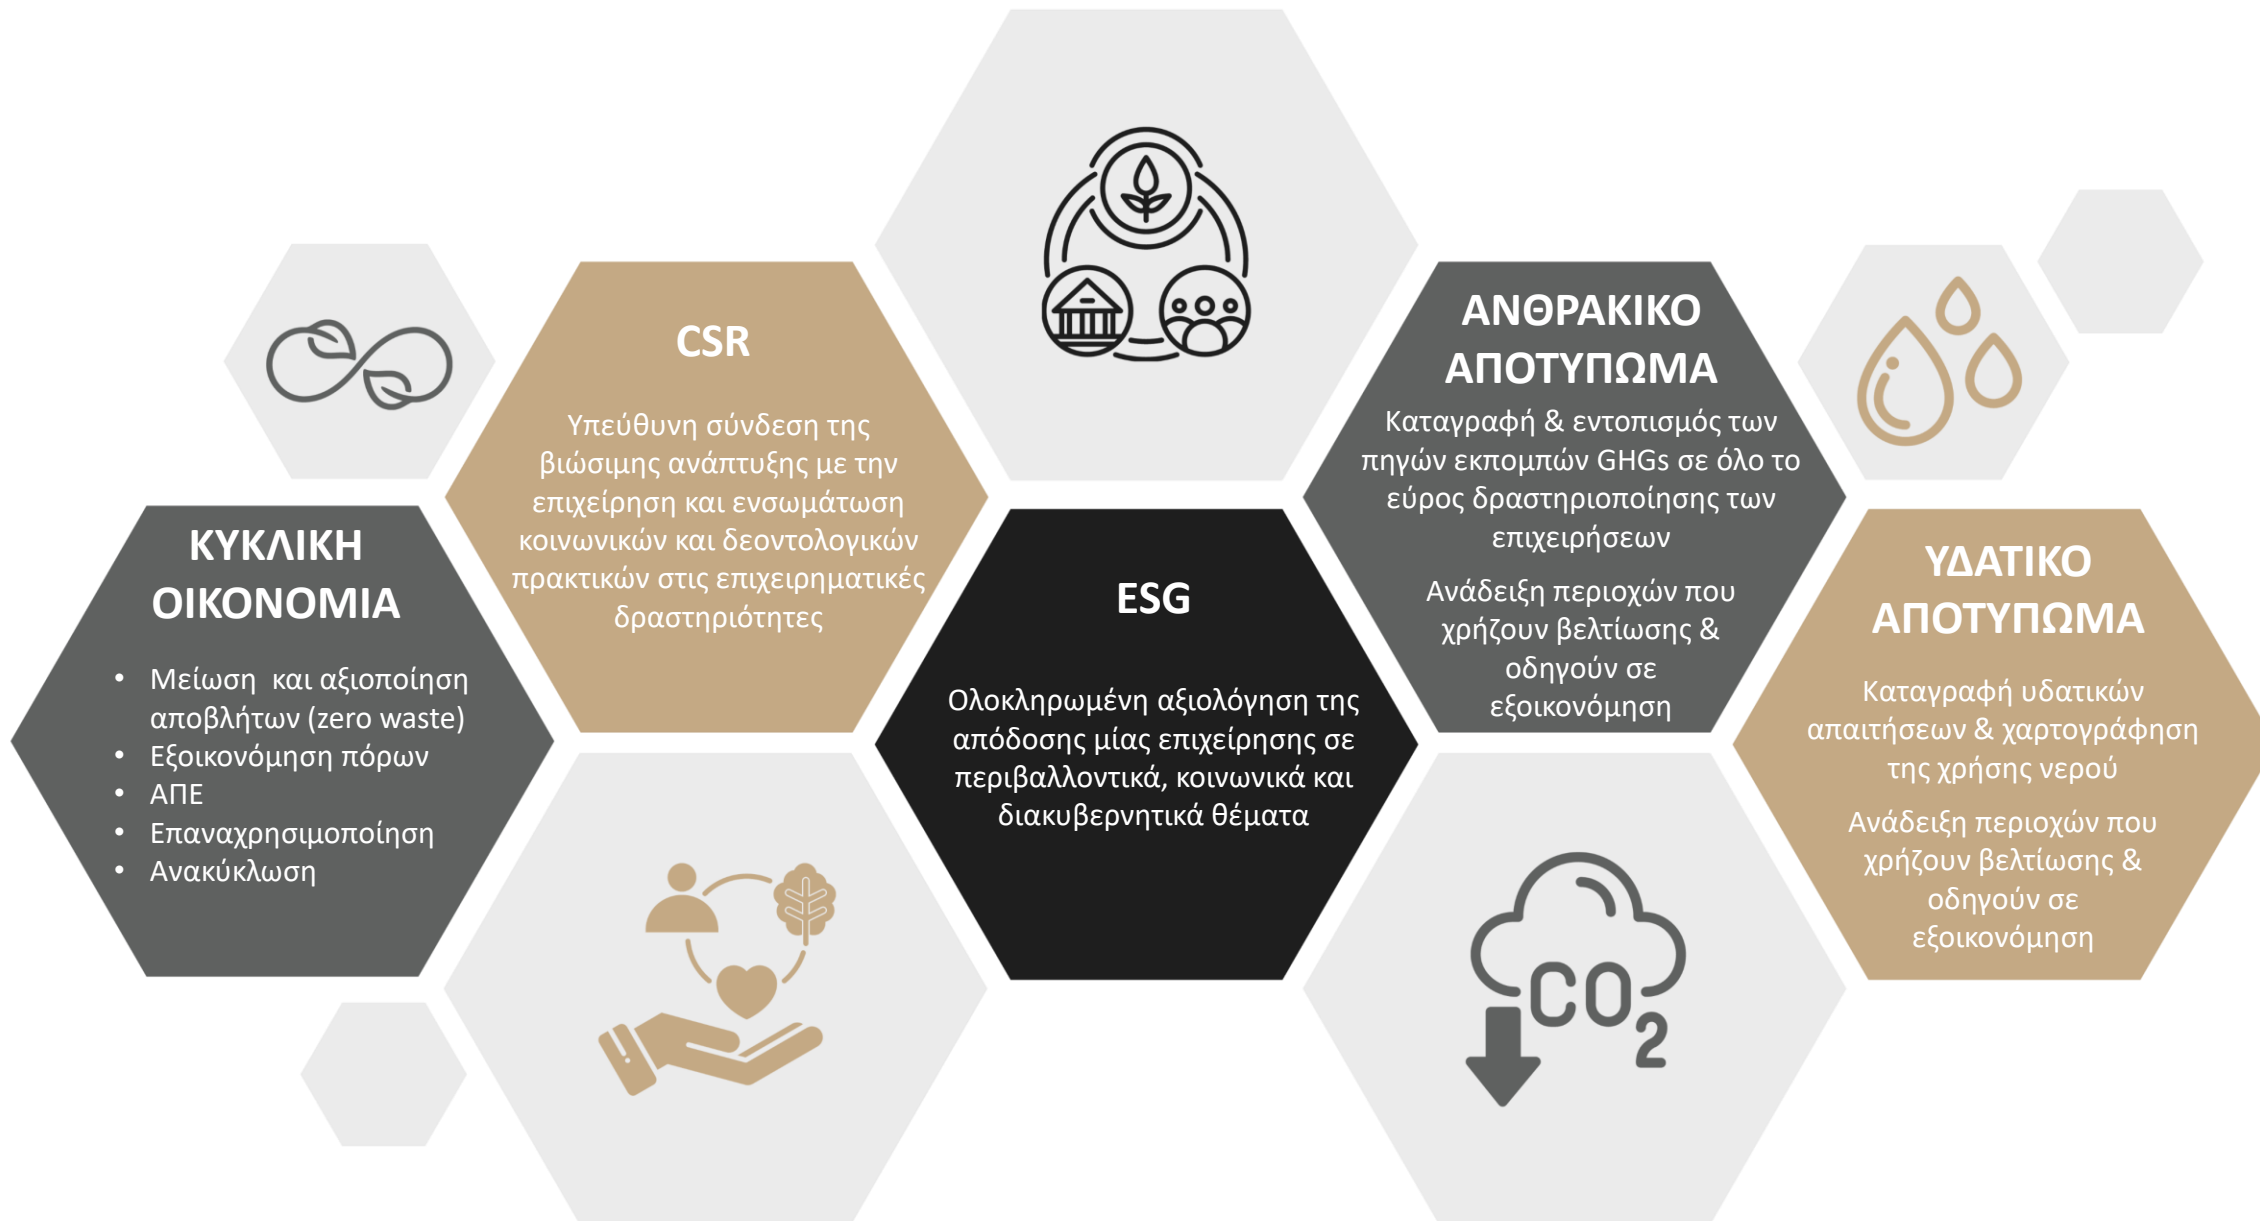 ΚΥΚΛΙΚΗ
ΟΙΚΟΝΟΜΙΑ
• Μείωση και αξιοποίηση
αποβλήτων (zero waste)
• Εξοικονόμηση πόρων
• ΑΠΕ
• Επαναχρησιμοποίηση
• Ανακύκλωση
CSR
Υπεύθυνη σύνδεση της
βιώσιμης ανάπτυξης με την
επιχείρηση και ενσωμάτωση
κοινωνικών και δεοντολογικών
πρακτικών στις επιχειρηματικές
δραστηριότητες
ESG
Ολοκληρωμένη αξιολόγηση της
απόδοσης μίας επιχείρησης σε
περιβαλλοντικά, κοινωνικά και
διακυβερνητικά θέματα
ΑΝΘΡΑΚΙΚΟ
ΑΠΟΤΥΠΩΜΑ
Καταγραφή & εντοπισμός των
πηγών εκπομπών GHGs σε όλο το
εύρος δραστηριοποίησης των
επιχειρήσεων
Ανάδειξη περιοχών που
χρήζουν βελτίωσης &
οδηγούν σε
εξοικονόμηση
CO2
ΥΔΑΤΙΚΟ
ΑΠΟΤΥΠΩΜΑ
Καταγραφή υδατικών
απαιτήσεων & χαρτογράφηση
της χρήσης νερού
Ανάδειξη περιοχών που
χρήζουν βελτίωσης &
οδηγούν σε
εξοικονόμηση